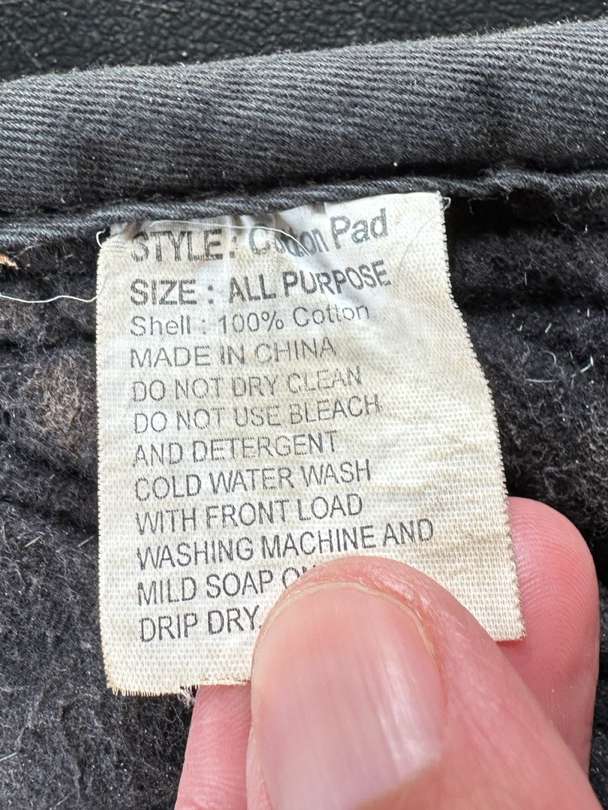 STYLE: Cotton Pad
SIZE : ALL PURPOSE
Shell : 100% Cotton
MADE IN CHINA
DO NOT DRY CLEAN
DO NOT USE BLEACH
AND DETERGENT
COLD WATER WASH
WITH FRONT LOAD
WASHING MACHINE AND
MILD SOAP
DRIP DRY.